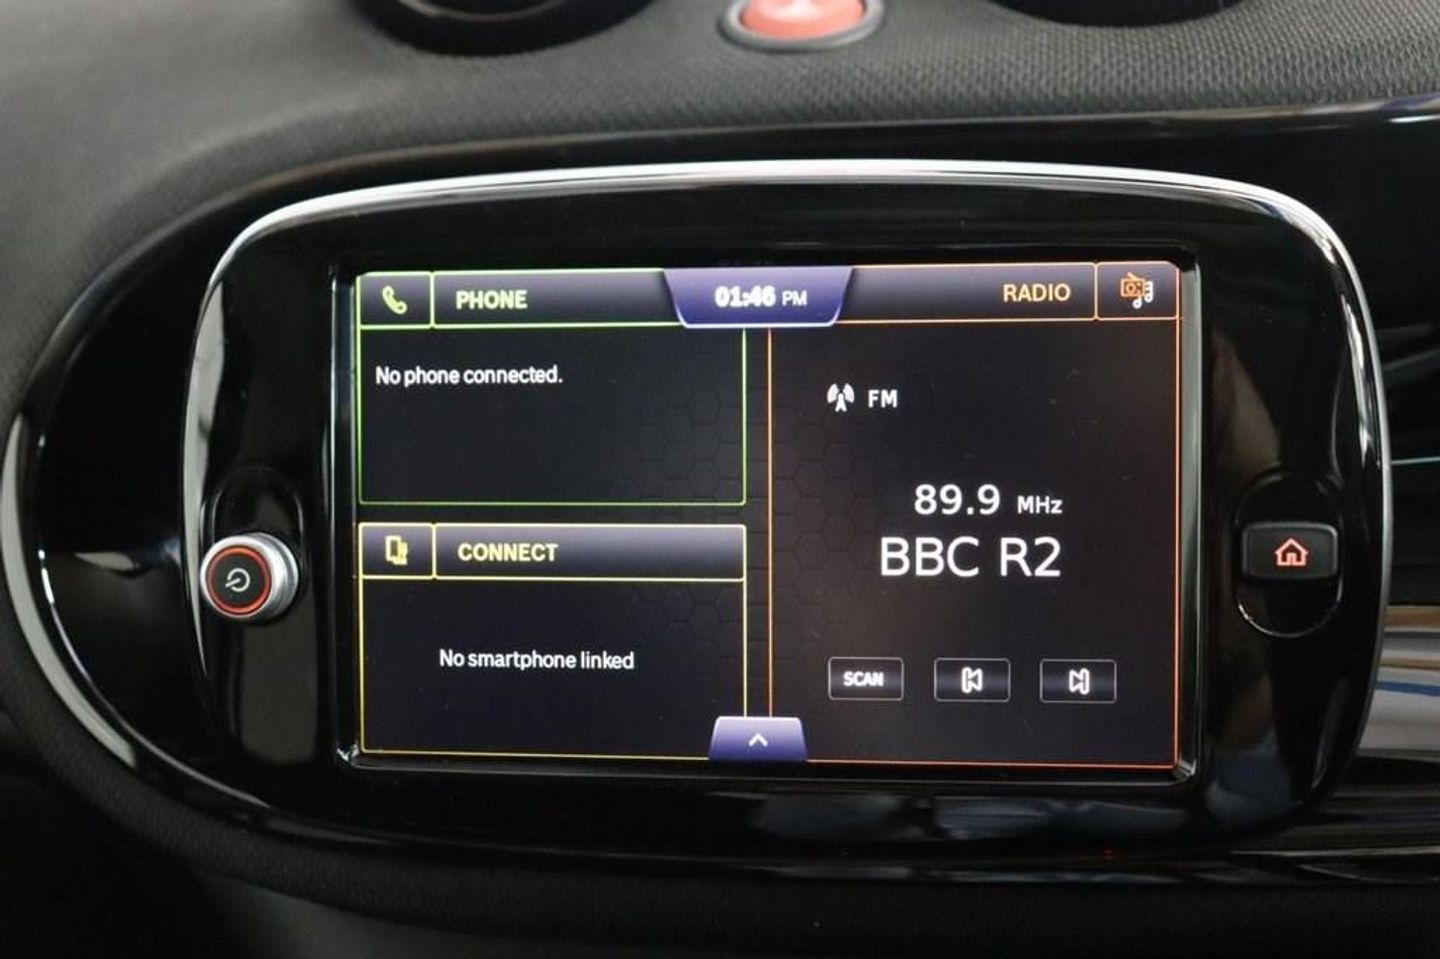 PHONE
01:46 PM
RADIO
No phone connected.
FM
89.9 MHz
BBC R2
CONNECT
No smartphone linked
SCAN